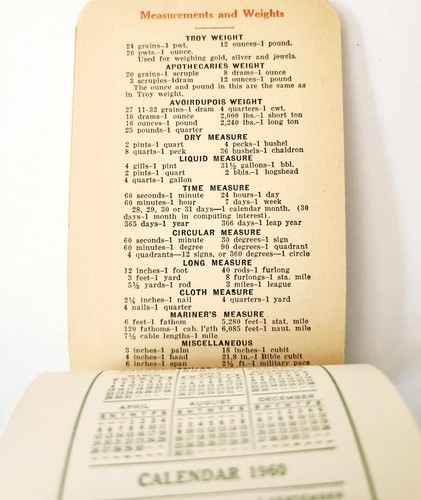 Measurements and Weights
TROY WEIGHT
24 grains—1 pwt. 12 ounces—1 pound.
20 pwts.—1 ounce.
Used for weighing gold, silver and jewels.
APOTHECARIES WEIGHT
20 grains—1 scruple 8 drams—1 ounce
3 scruples—1dram 12 ounces—1 pound
The ounce and pound in this are the same as
in Troy weight.
AVOIRDUPOIS WEIGHT
27 11-32 grains—1 dram 4 quarters—1 cwt.
16 drams—1 ounce 2,000 lbs.—1 short ton
16 ounces—1 pound 2,240 lbs.—1 long ton
25 pounds—1 quarter
DRY MEASURE
2 pints—1 quart 4 pecks—1 bushel
8 quarts—1 peck 36 bushels—1 chaldron
LIQUID MEASURE
4 gills—1 pint 31½ gallons—1 bbl.
2 pints—1 quart 2 bbls.—1 hogshead
4 quarts—1 gallon
TIME MEASURE
60 seconds—1 minute 24 hours—1 day
60 minutes—1 hour 7 days—1 week
28, 29, 30 or 31 days—1 calendar month. (30
days—1 month in computing interest).
365 days—1 year 366 days—1 leap year
CIRCULAR MEASURE
60 seconds—1 minute 30 degrees—1 sign
60 minutes—1 degree 90 degrees—1 quadrant
4 quadrants—12 signs, or 360 degrees—1 circle
LONG MEASURE
12 inches—1 foot 40 rods—1 furlong
3 feet—1 yard 8 furlongs—1 sta. mile
5½ yards—1 rod 3 miles—1 league
CLOTH MEASURE
2¼ inches—1 nail 4 quarters—1 yard
4 nails—1 quarter
MARINER'S MEASURE
6 feet—1 fathom 5,280 feet—1 stat. mile
120 fathoms—1 cab. l'gth 6,085 feet—1 naut. mile
7½ cable lengths—1 mile
MISCELLANEOUS
3 inches—1 palm 18 inches—1 cubit
4 inches—1 hand 21.8 in.—1 Bible cubit
6 inches—1 span 2½ ft.—1 military pace
APRIL AUGUST DECEMBER
CALENDAR 1960